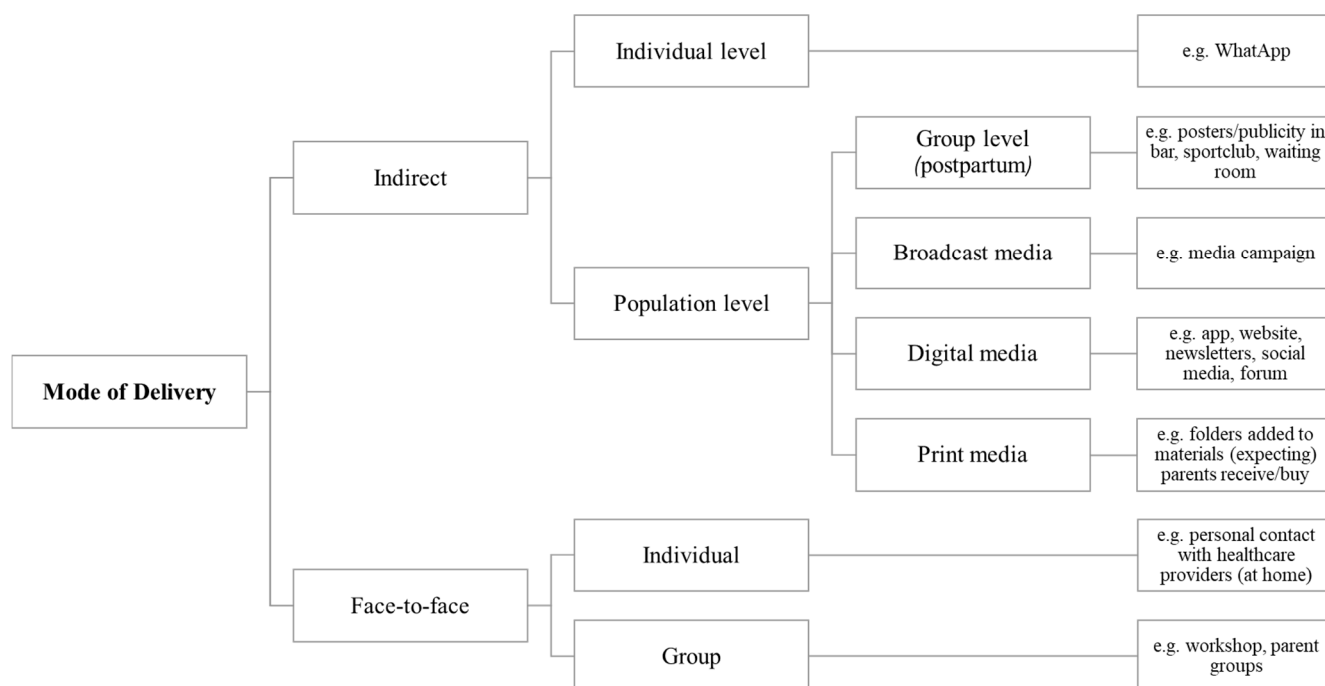 Mode of Delivery
Indirect
Individual level
e.g. WhatApp
Population level
Group level
(postpartum)
e.g. posters/publicity in
bar, sportclub, waiting
room
Broadcast media
e.g. media campaign
Digital media
e.g. app, website,
newsletters, social
media, forum
Print media
e.g. folders added to
materials (expecting)
parents receive/buy
Face-to-face
Individual
e.g. personal contact
with healthcare
providers (at home)
Group
e.g. workshop, parent
groups